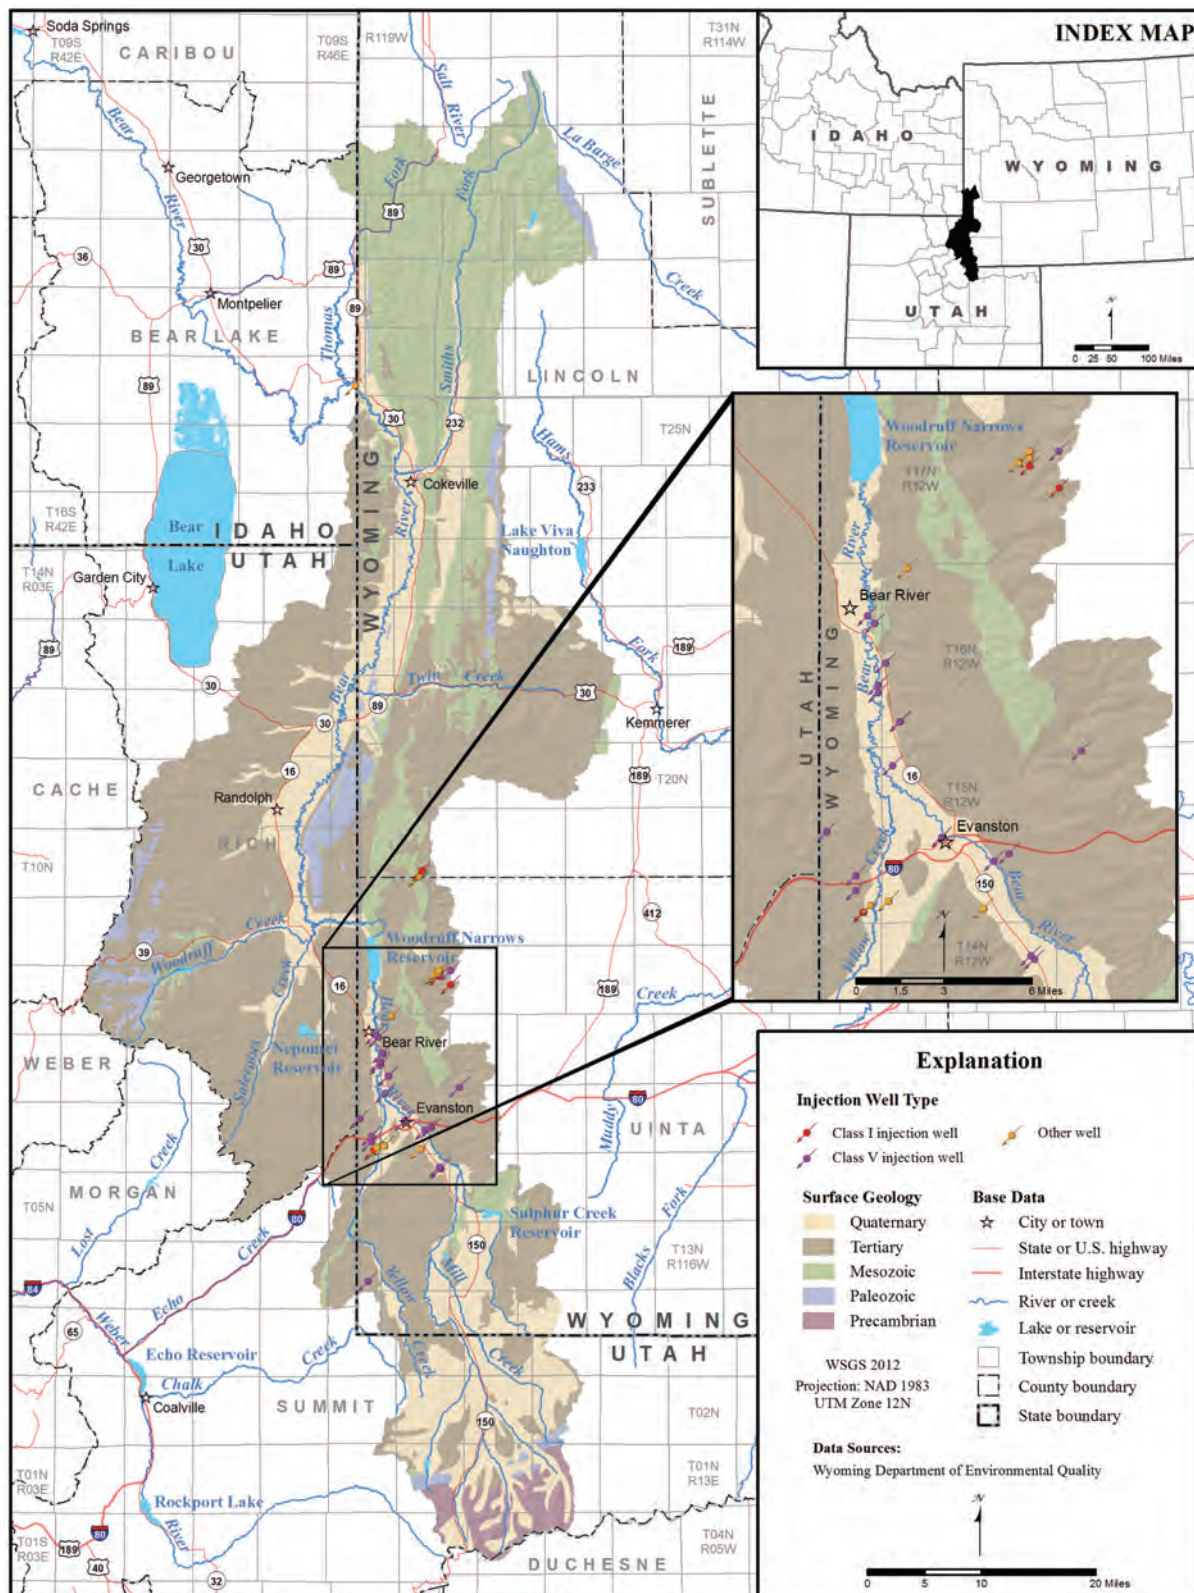 Soda Springs
T09S
R42E
CARIBOU
T09S
R46E
R119W
Salt
River
T31N
R114W
SUBLETTE
La Barge
Creek
Bear
River
Georgetown
30
36
89
Montpelier
BEAR LAKE
89
Fork
89
Fork
Smiths
Thomas
89
30
232
LINCOLN
T25N
Hams
233
Cokeville
River
WYOMING
T16S
R42E
Bear
Lake
IDAHO
UTAH
T14N
R03E
Garden City
89
30
Lake Viva
Naughton
Fork
189
Kemmerer
Bear
Twin
Creek
30
89
30
16
189
T20N
CACHE
Randolph
RICH
T10N
412
Creek
39
Woodruff
Creek
Woodruff Narrows
Reservoir
16
189
Creek
Neponset
Reservoir
Saleratus
Bear River
River
Evanston
80
UINTA
Muddy
WEBER
Creek
MORGAN
T05N
Lost
80
Creek
Echo
84
65
Weber
Echo Reservoir
Chalk
Creek
Coalville
SUMMIT
Sulphur Creek
Reservoir
150
Mill
Yellow
Creek
Creek
T13N
R116W
Fork
Blacks
WYOMING
UTAH
T02N
150
T01N
R13E
T01N
R03E
Rockport Lake
River
T01S
R03E
80
189
40
32
T04N
R05W
DUCHESNE
INDEX MAP
IDAHO
WYOMING
UTAH
N
0 25 50 100 Miles
Woodruff Narrows
Reservoir
T17N
R12W
River
Bear River
T16N
R12W
Bear
UTAH
WYOMING
16
T15N
R12W
Evanston
Creek
80
150
Bear
River
N
Yellow
T14N
R12W
0 1.5 3 6 Miles
Explanation
Injection Well Type
Class I injection well
Other well
Class V injection well
Surface Geology
Quaternary
Tertiary
Mesozoic
Paleozoic
Precambrian
Base Data
City or town
State or U.S. highway
Interstate highway
River or creek
Lake or reservoir
Township boundary
County boundary
State boundary
WSGS 2012
Projection: NAD 1983
UTM Zone 12N
Data Sources:
Wyoming Department of Environmental Quality
N
0 5 10 20 Miles